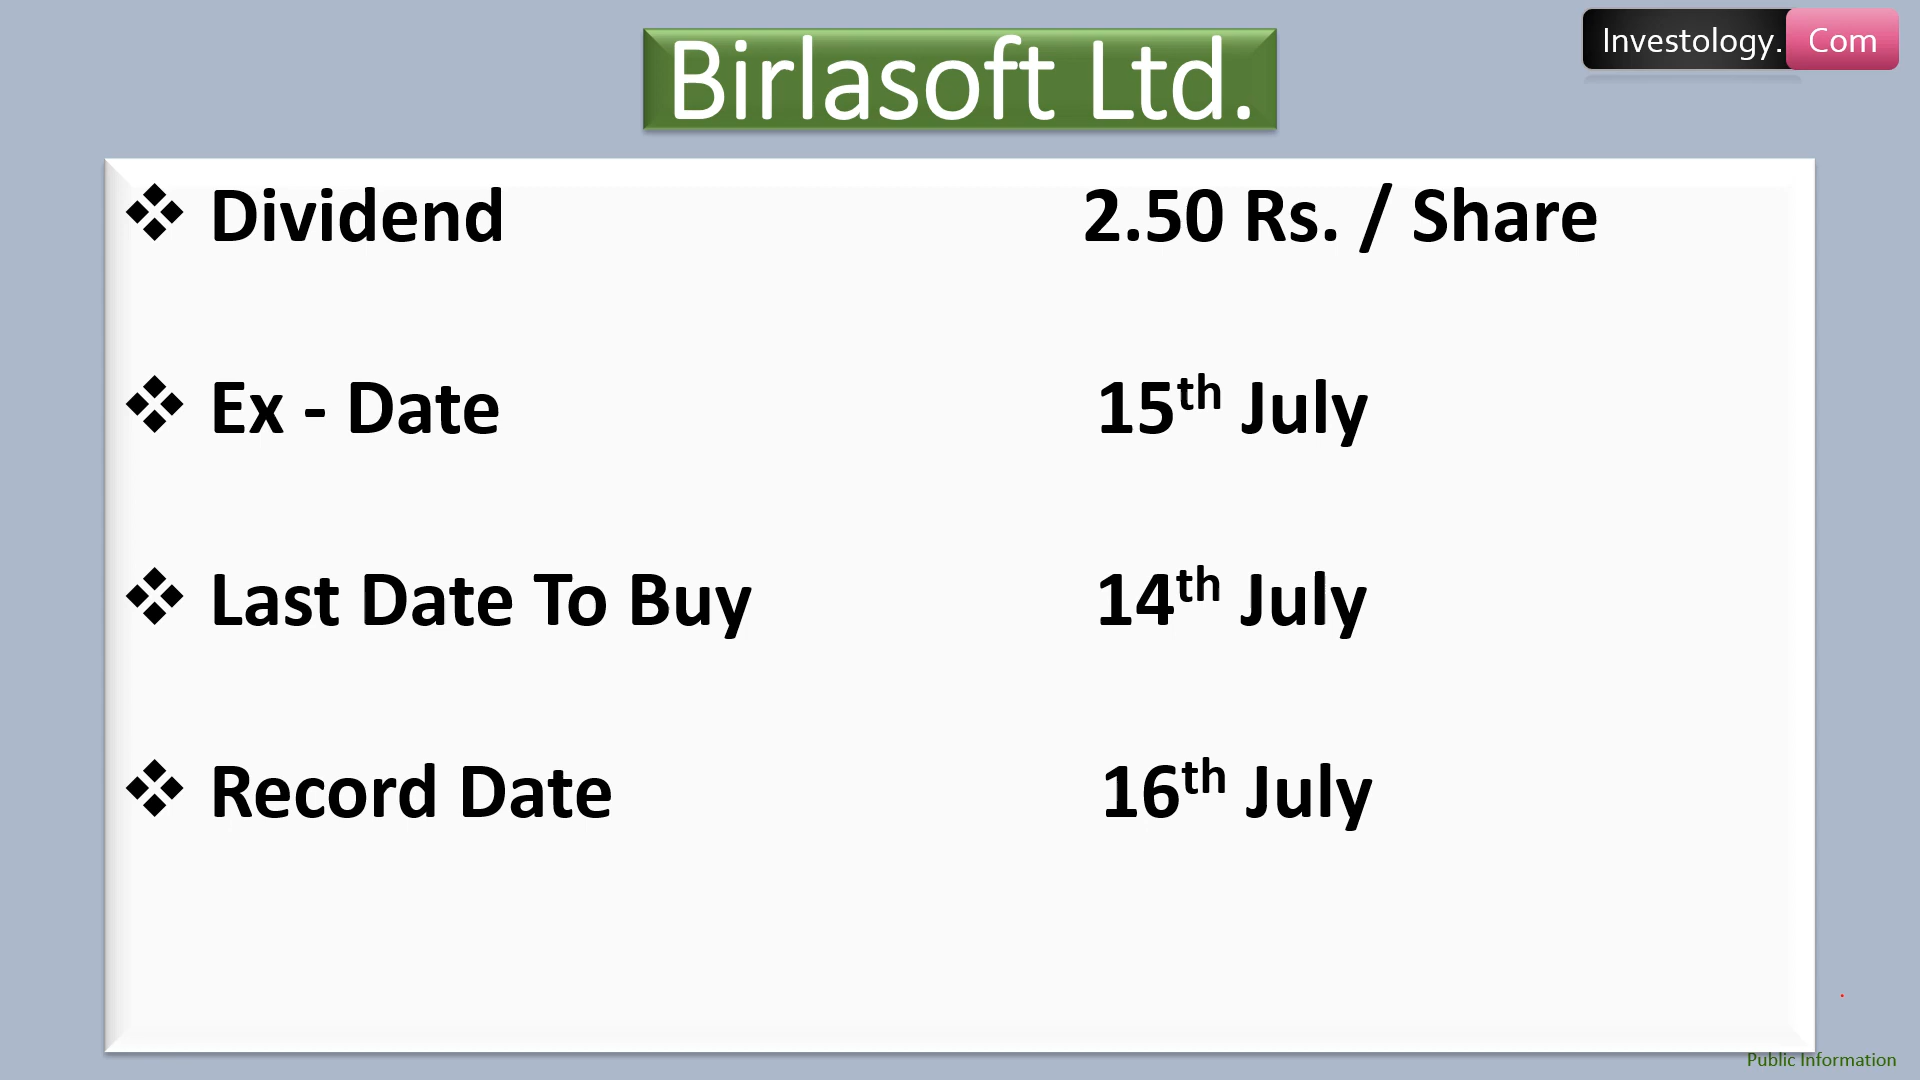 Birlasoft Ltd.
Investology. Com
❖ Dividend 2.50 Rs. / Share
❖ Ex - Date 15th July
❖ Last Date To Buy 14th July
❖ Record Date 16th July
Public Information